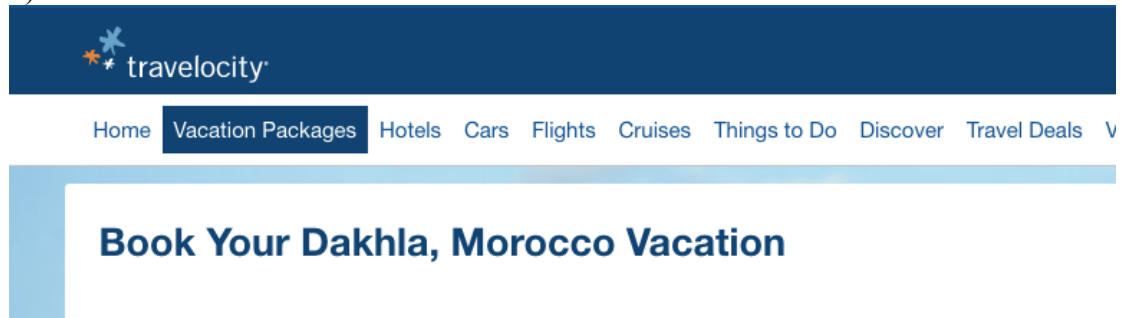 travelocity
Home Vacation Packages Hotels Cars Flights Cruises Things to Do Discover Travel Deals V
Book Your Dakhla, Morocco Vacation